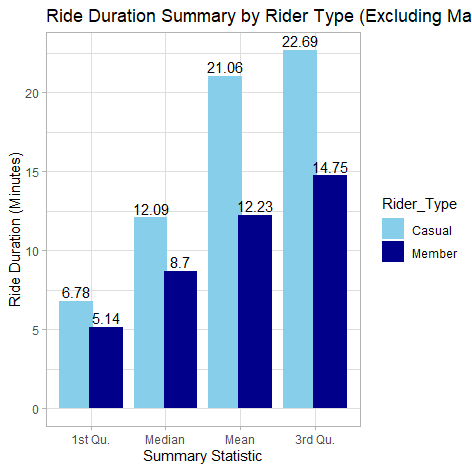 Ride Duration Summary by Rider Type (Excluding Ma
22.69
21.06
20
15
14.75
12.09
12.23
10
8.7
6.78
5.14
5
0
Ride Duration (Minutes)
Rider_Type
Casual
Member
1st Qu. Median Mean 3rd Qu.
Summary Statistic